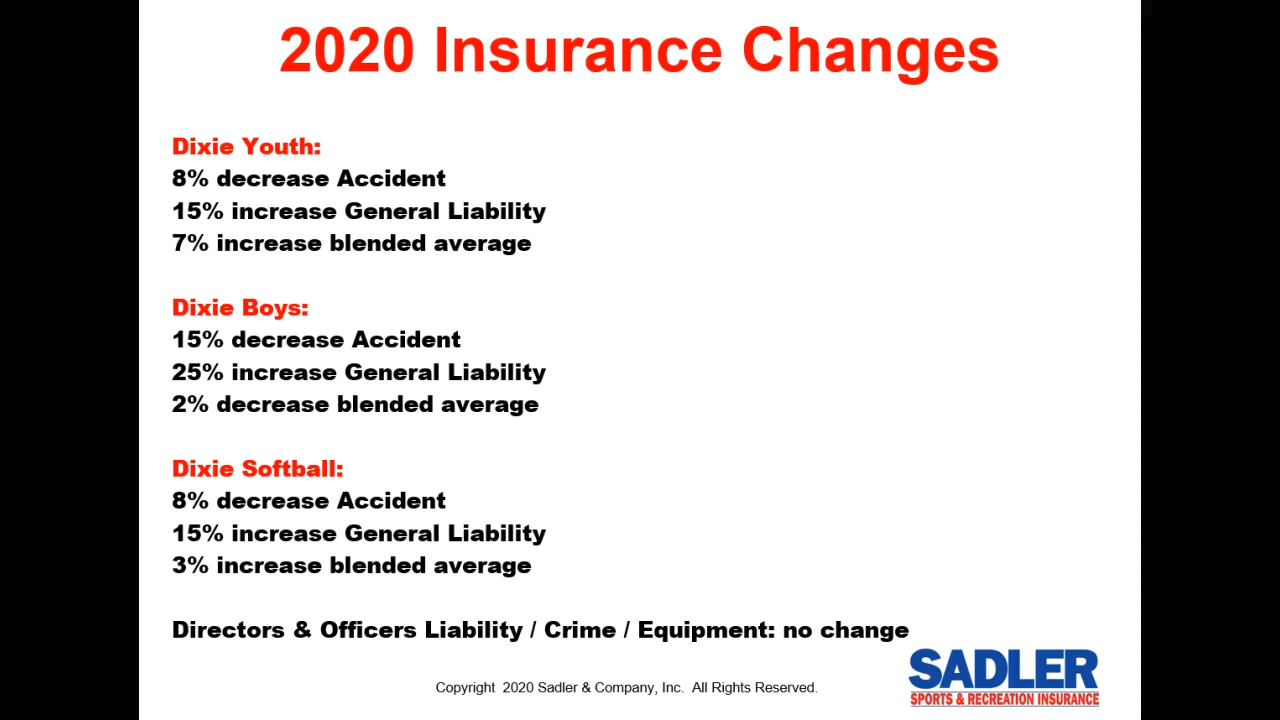 2020 Insurance Changes
Dixie Youth:
8% decrease Accident
15% increase General Liability
7% increase blended average
Dixie Boys:
15% decrease Accident
25% increase General Liability
2% decrease blended average
Dixie Softball:
8% decrease Accident
15% increase General Liability
3% increase blended average
Directors & Officers Liability / Crime / Equipment: no change
SADLER
SPORTS & RECREATION INSURANCE
Copyright 2020 Sadler & Company, Inc. All Rights Reserved.